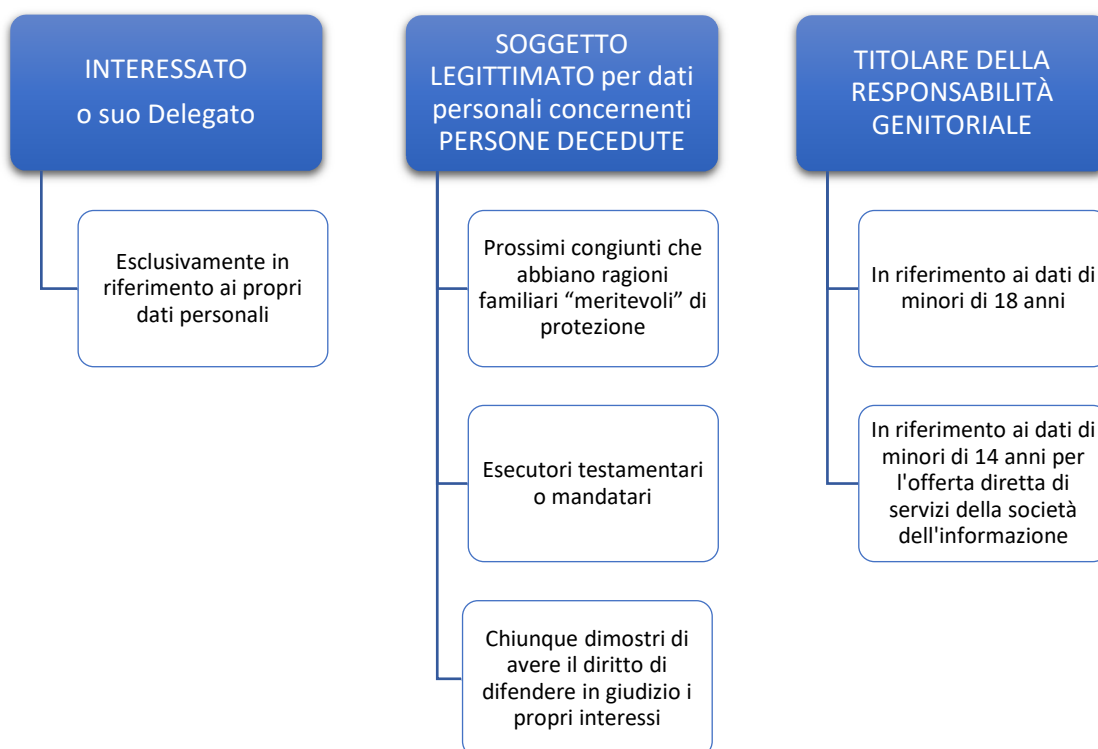 INTERESSATO
o suo Delegato
Esclusivamente in
riferimento ai propri
dati personali
SOGGETTO
LEGITTIMATO per dati
personali concernenti
PERSONE DECEDUTE
Prossimi congiunti che
abbiano ragioni
familiari “meritevoli” di
protezione
Esecutori testamentari
o mandatari
Chiunque dimostri di
avere il diritto di
difendere in giudizio i
propri interessi
TITOLARE DELLA
RESPONSABILITÀ
GENITORIALE
In riferimento ai dati di
minori di 18 anni
In riferimento ai dati di
minori di 14 anni per
l'offerta diretta di
servizi della società
dell'informazione